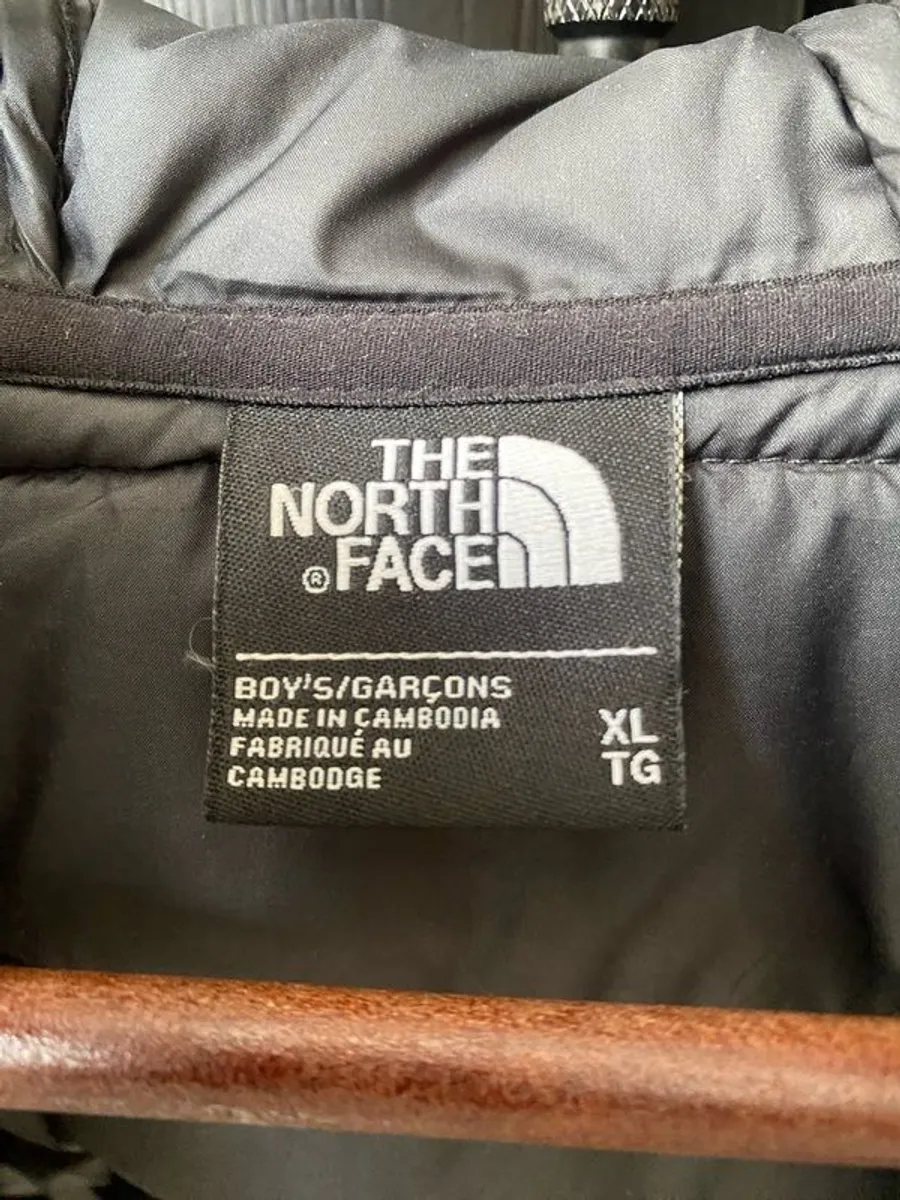 THE
NORTH
® FACE
BOY'S/GARÇONS
MADE IN CAMBODIA
FABRIQUÉ AU
CAMBODGE
XL
TG